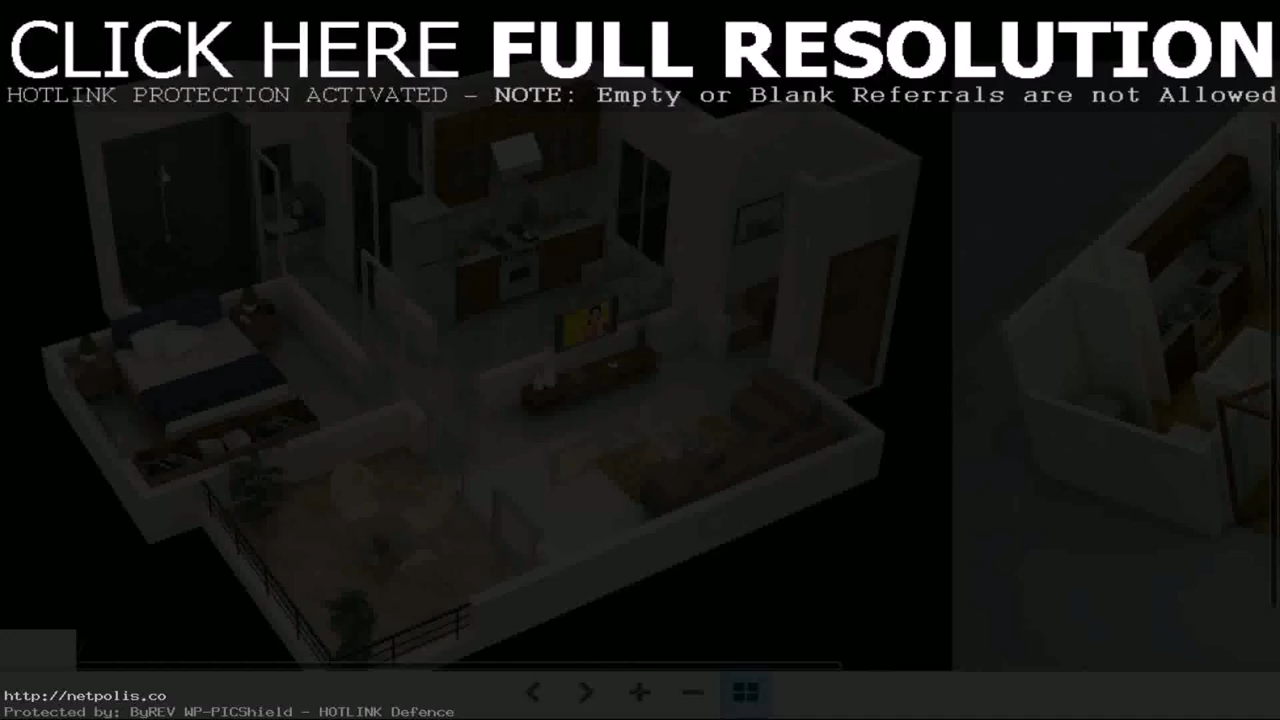 CLICK HERE FULL RESOLUTION
HOTLINK PROTECTION ACTIVATED - NOTE: Empty or Blank Referrals are not Allowed
http://netpolis.co
Protected by: ByREV WP-PICShield - HOTLINK Defence